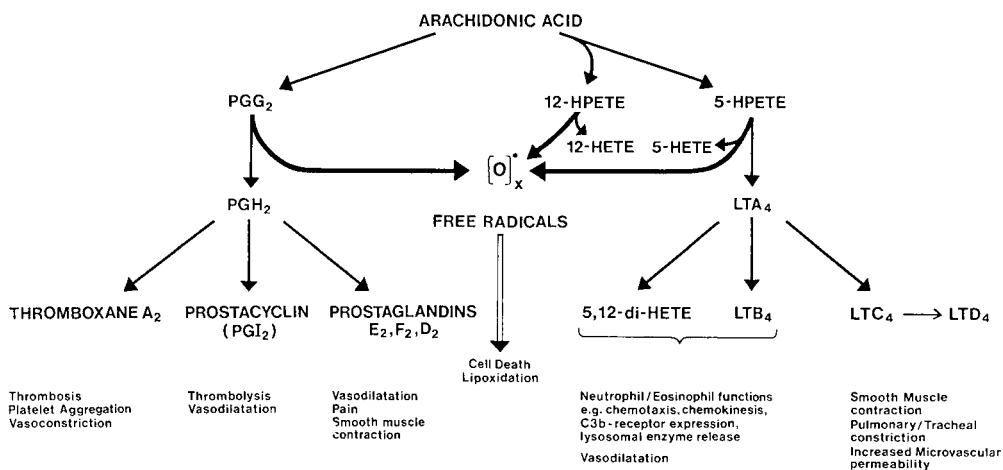 ARACHIDONIC ACID
PGG₂
12-HPETE
5-HPETE
12-HETE
5-HETE
[O]˙ₓ
PGH₂
FREE RADICALS
LTA₄
THROMBOXANE A₂
PROSTACYCLIN
(PGI₂)
PROSTAGLANDINS
E₂,F₂,D₂
5,12-di-HETE
LTB₄
LTC₄
LTD₄
Cell Death
Lipoxidation
Thrombosis
Platelet Aggregation
Vasoconstriction
Thrombolysis
Vasodilatation
Vasodilatation
Pain
Smooth muscle
contraction
Neutrophil/Eosinophil functions
e.g. chemotaxis, chemokinesis,
C3b-receptor expression,
lysosomal enzyme release
Vasodilatation
Smooth Muscle
contraction
Pulmonary/Tracheal
constriction
Increased Microvascular
permeability